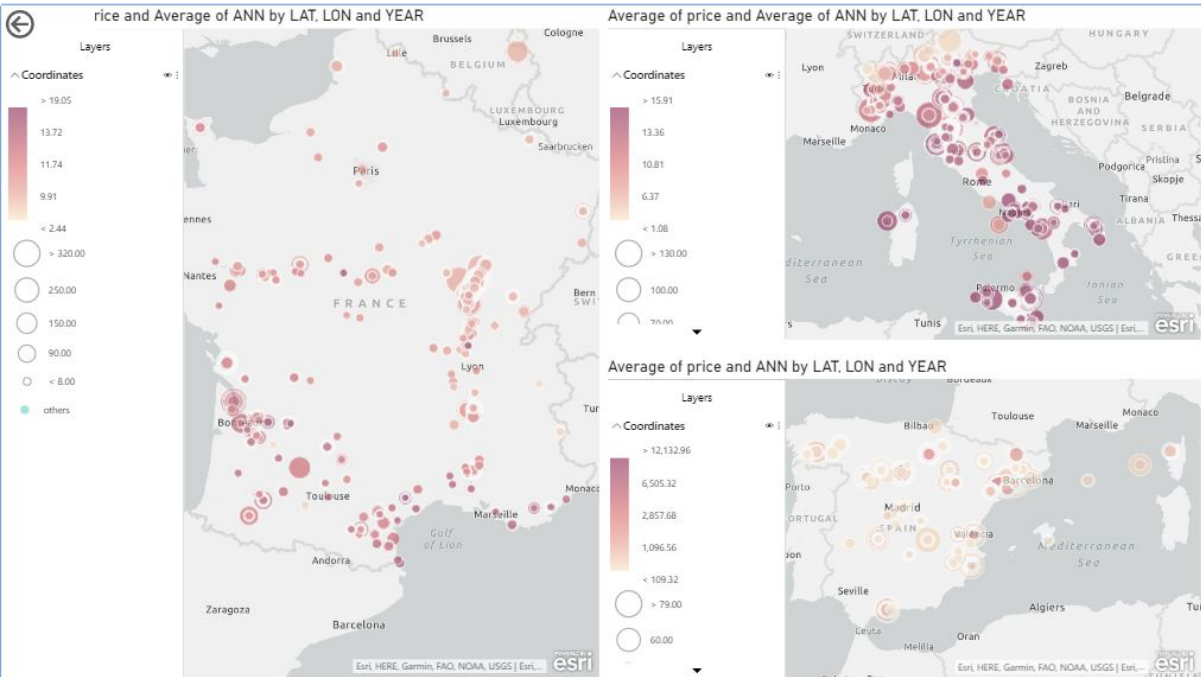 rice and Average of ANN by LAT, LON and YEAR
Layers
Coordinates
> 19.05
13.72
11.74
9.91
< 2.44
> 320.00
250.00
150.00
90.00
< 8.00
others
Brussels
Cologne
Lille
BELGIUM
LUXEMBOURG
Luxembourg
Saarbrucken
Paris
ennes
Nantes
FRANCE
Bern
SWIT
Lyon
Tur
Toulouse
Monaco
Marseille
Gulf
of Lion
Andorra
Zaragoza
Barcelona
Esri, HERE, Garmin, FAO, NOAA, USGS | Esri,...
esri
Average of price and Average of ANN by LAT, LON and YEAR
Layers
Coordinates
> 15.91
13.36
10.81
6.37
< 1.08
> 130.00
100.00
70.00
SWITZERLAND
HUNGARY
Lyon
Zagreb
CROATIA
Belgrade
BOSNIA
AND
HERZEGOVINA
SERBIA
Monaco
Marseille
Podgorica
Pristina
Skopje
Rome
Tirana
ALBANIA
Thessa
Tyrrhenian
Sea
GREE
diterranean
Sea
Palermo
Ionian
Sea
Tunis
Esri, HERE, Garmin, FAO, NOAA, USGS | Esri,...
esri
Average of price and ANN by LAT, LON and YEAR
Layers
Coordinates
> 12,132.96
6,505.32
2,857.68
1,096.56
< 109.32
> 79.00
60.00
Bordeaux
Toulouse
Monaco
Bilbao
Marseille
Porto
Barcelona
ORTUGAL
Madrid
SPAIN
Valencia
Mediterranean
Sea
Seville
Algiers
Ceuta
Oran
Melilla
Esri, HERE, Garmin, FAO, NOAA, USGS | Esri,...
esri